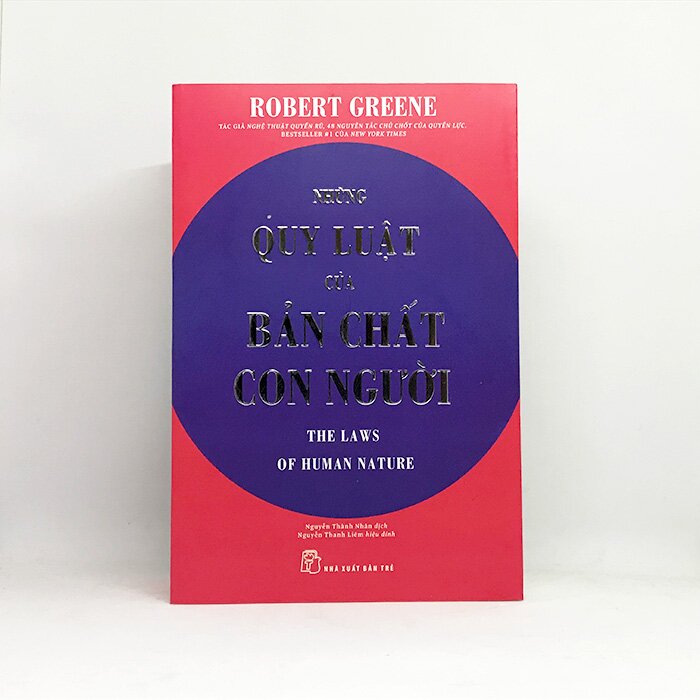 ROBERT GREENE
TÁC GIẢ NGHỆ THUẬT QUYẾN RŨ, 48 NGUYÊN TẮC CHỦ CHỐT CỦA QUYỀN LỰC.
BESTSELLER #1 CỦA NEW YORK TIMES
NHỮNG
QUY LUẬT
CỦA
BẢN CHẤT
CON NGƯỜI
THE LAWS
OF HUMAN NATURE
Nguyễn Thành Nhân dịch
Nguyễn Thanh Liêm hiệu đính
NHÀ XUẤT BẢN TRẺ